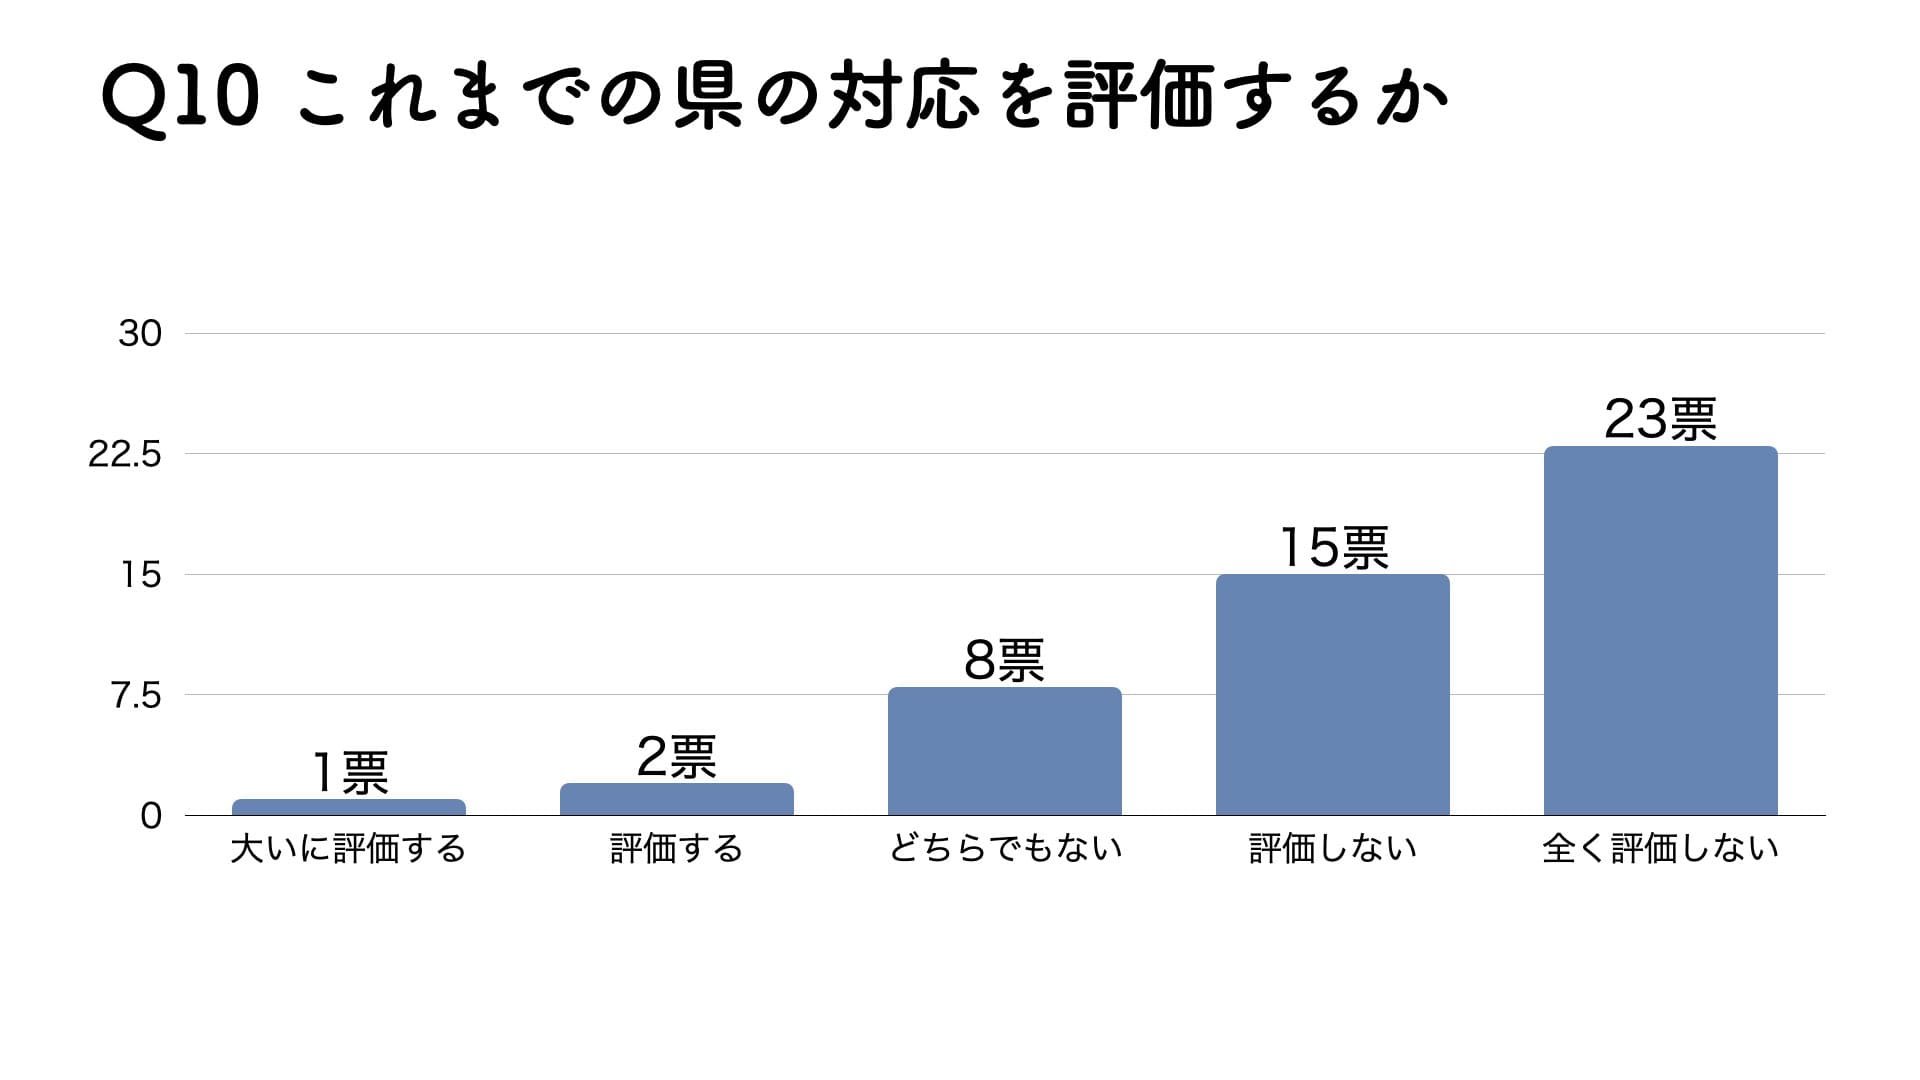 Q10 これまでの県の対応を評価するか
30
22.5
15
7.5
0
1票
2票
8票
15票
23票
大いに評価する
評価する
どちらでもない
評価しない
全く評価しない